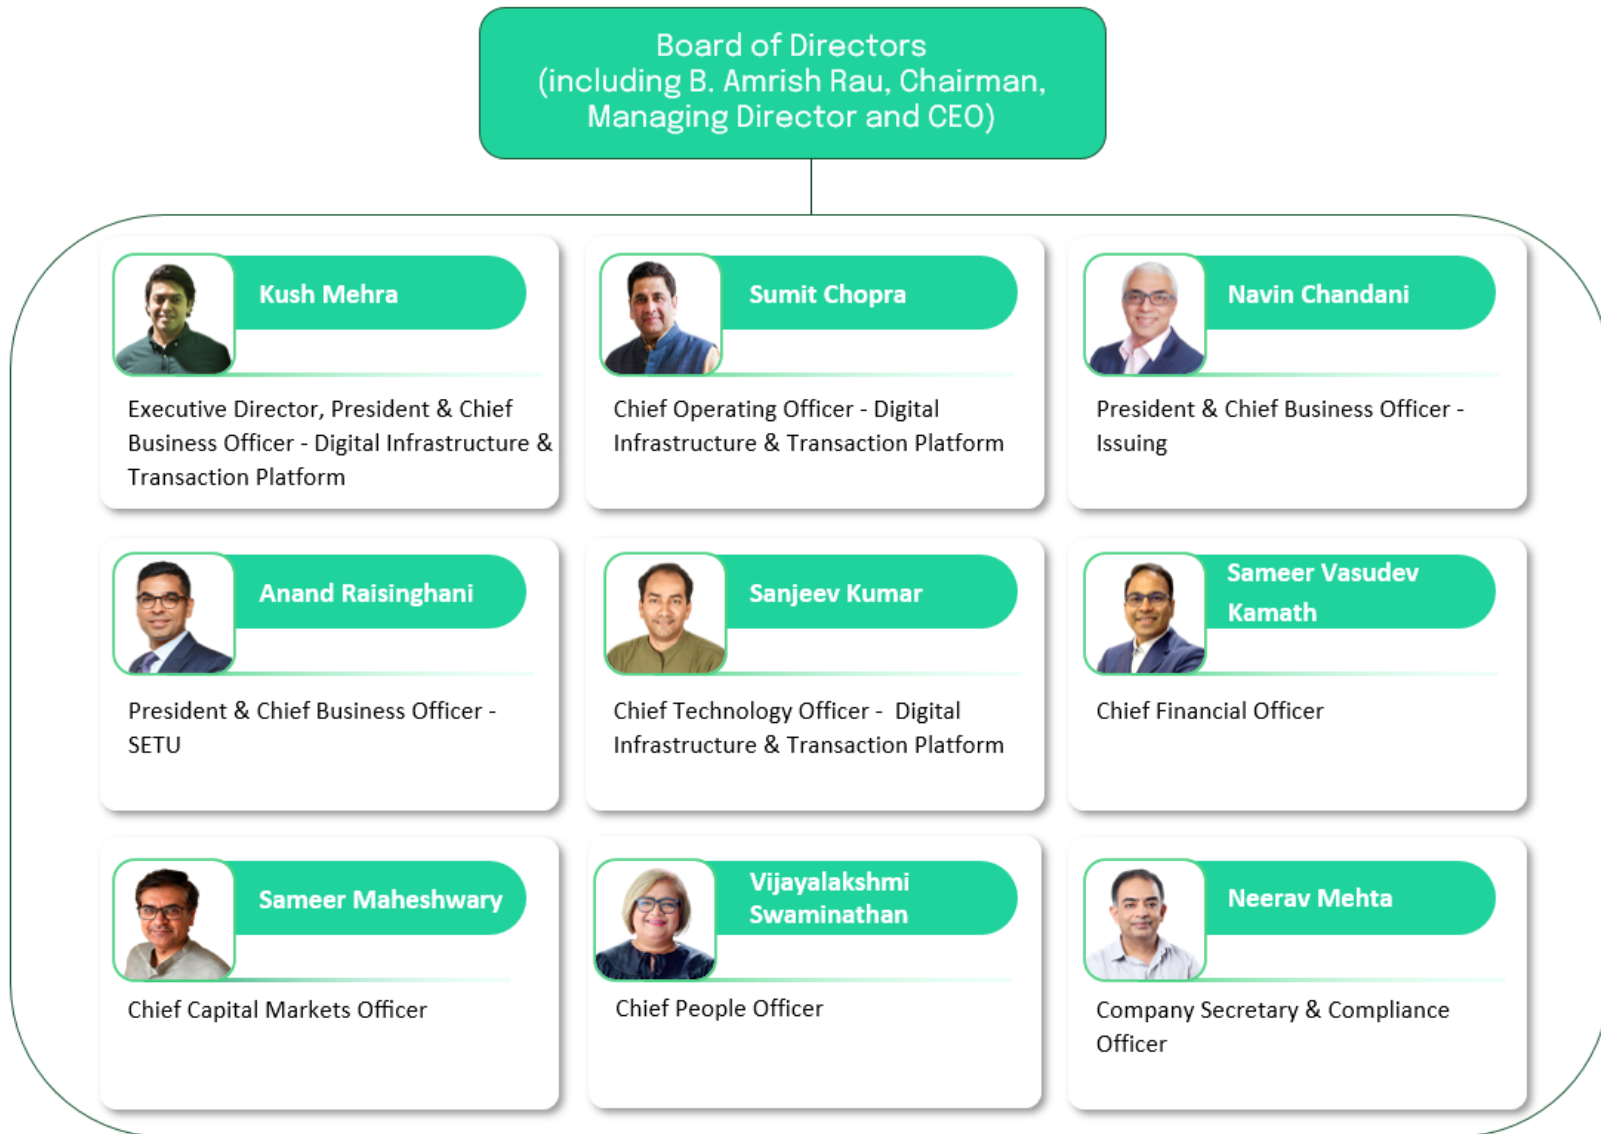 Board of Directors
(including B. Amrish Rau, Chairman,
Managing Director and CEO)
Kush Mehra
Executive Director, President & Chief
Business Officer - Digital Infrastructure &
Transaction Platform
Sumit Chopra
Chief Operating Officer - Digital
Infrastructure & Transaction Platform
Navin Chandani
President & Chief Business Officer -
Issuing
Anand Raisinghani
President & Chief Business Officer -
SETU
Sanjeev Kumar
Chief Technology Officer -  Digital
Infrastructure & Transaction Platform
Sameer Vasudev
Kamath
Chief Financial Officer
Sameer Maheshwary
Chief Capital Markets Officer
Vijayalakshmi
Swaminathan
Chief People Officer
Neerav Mehta
Company Secretary & Compliance
Officer